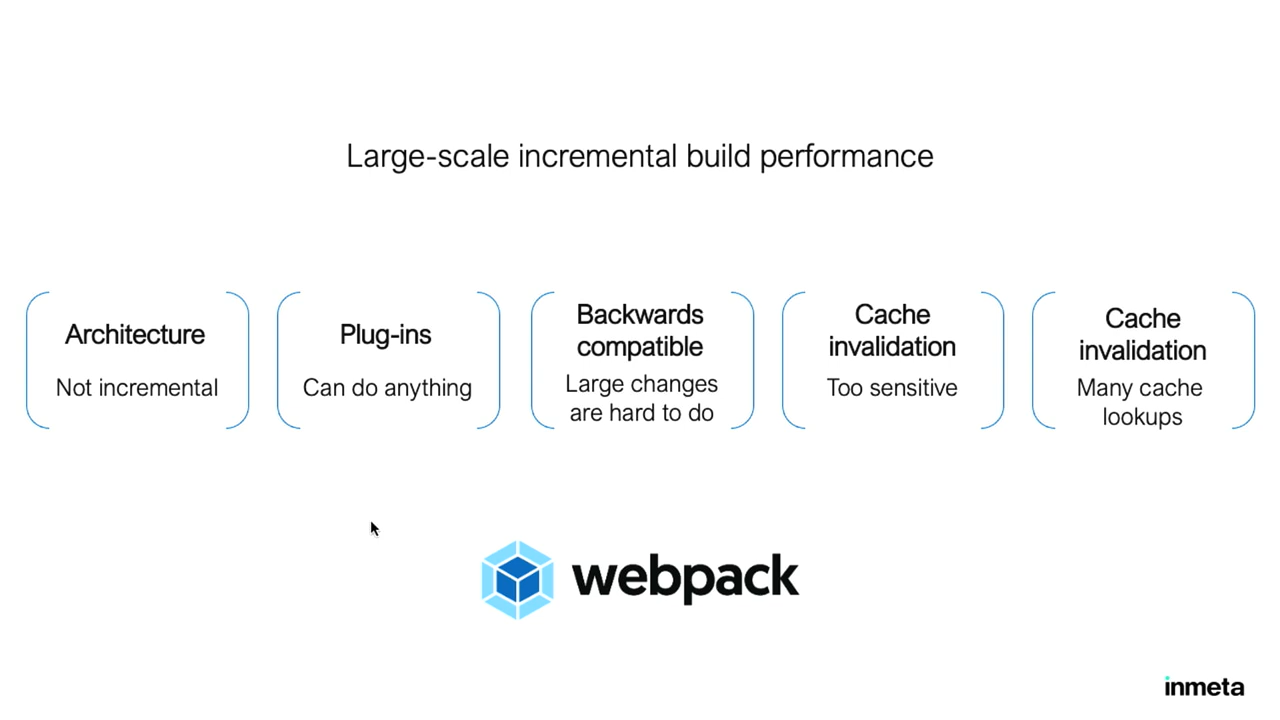 Large-scale incremental build performance
Architecture
Not incremental
Plug-ins
Can do anything
Backwards
compatible
Large changes
are hard to do
Cache
invalidation
Too sensitive
Cache
invalidation
Many cache
lookups
webpack
inmeta